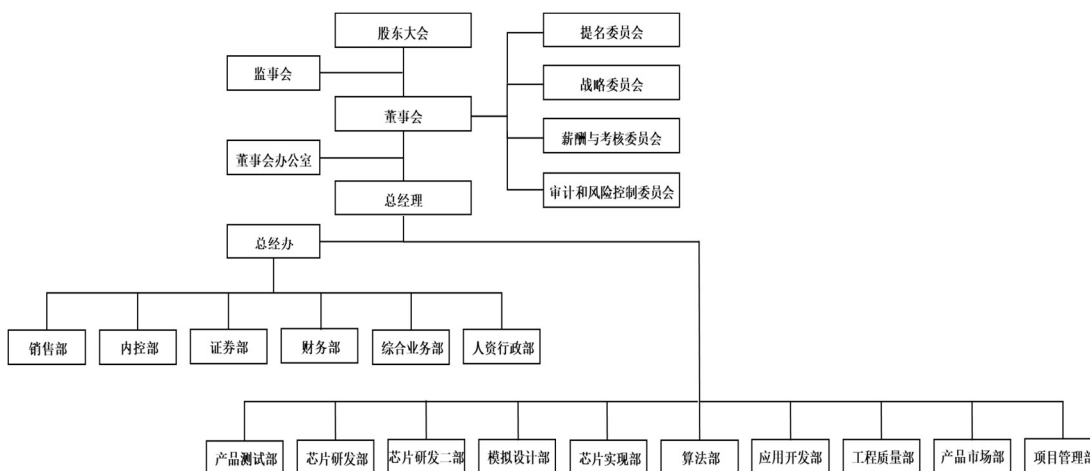 股东大会
提名委员会
监事会
战略委员会
董事会
薪酬与考核委员会
董事会办公室
审计和风险控制委员会
总经理
总经办
销售部
内控部
证券部
财务部
综合业务部
人资行政部
产品测试部
芯片研发部
芯片研发二部
模拟设计部
芯片实现部
算法部
应用开发部
工程质量部
产品市场部
项目管理部